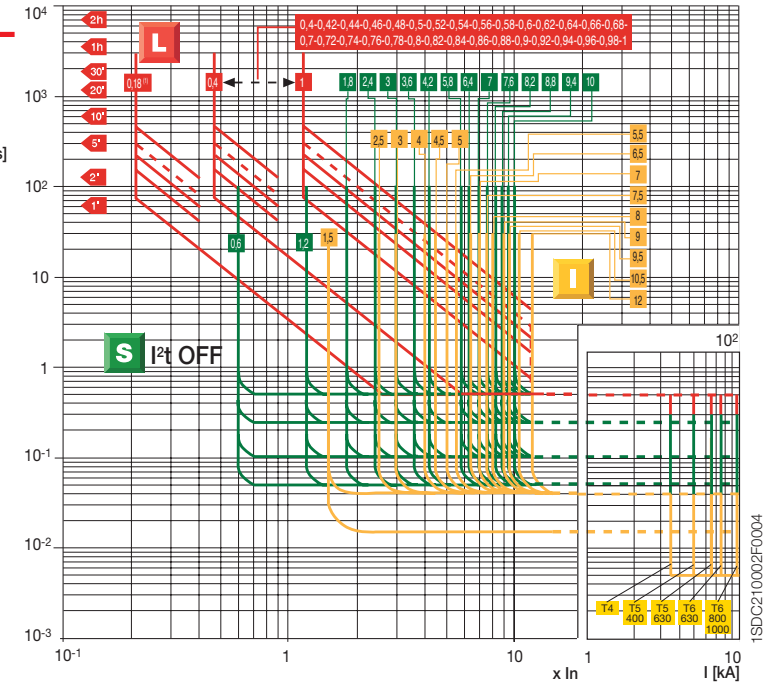 10⁴
2h
L
0,4-0,42-0,44-0,46-0,48-0,5-0,52-0,54-0,56-0,58-0,6-0,62-0,64-0,66-0,68-
0,7-0,72-0,74-0,76-0,78-0,8-0,82-0,84-0,86-0,88-0,9-0,92-0,94-0,96-0,98-1
1h
30'
20'
0,18 (1) 0,4 1 1,8 2,4 3 3,6 4,2 5,8 6,4 7 7,6 8,2 8,8 9,4 10
10³
10'
5'
s]
2,5 3 4 4,5 5
5,5
6,5
7
7,5
8
9
9,5
10,5
12
2'
10²
1'
0,6 1,2 1,5
10
I
S I²t OFF
10²
1
10⁻¹
10⁻²
10⁻³
T4
T5
400
T5
630
T6
630
T6
800
1000
10⁻¹ 1 10
x In
1 10
I [kA]
1SDC210002F0004